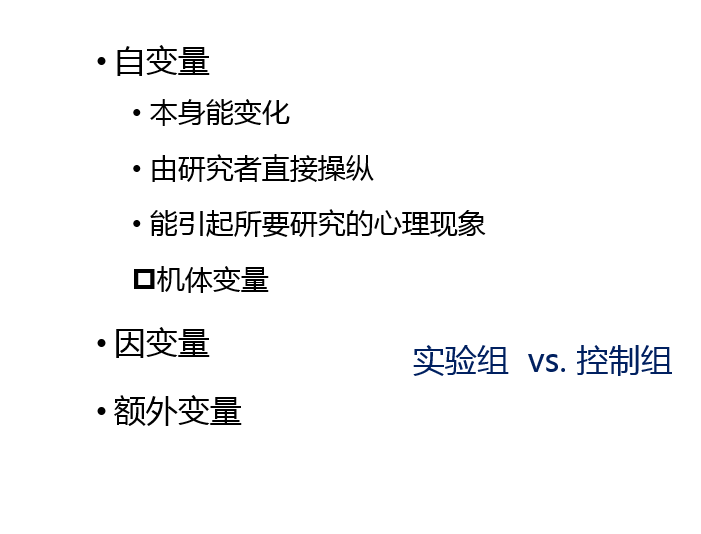 • 自变量
• 本身能变化
• 由研究者直接操纵
• 能引起所要研究的心理现象
机体变量
• 因变量
实验组 vs. 控制组
• 额外变量